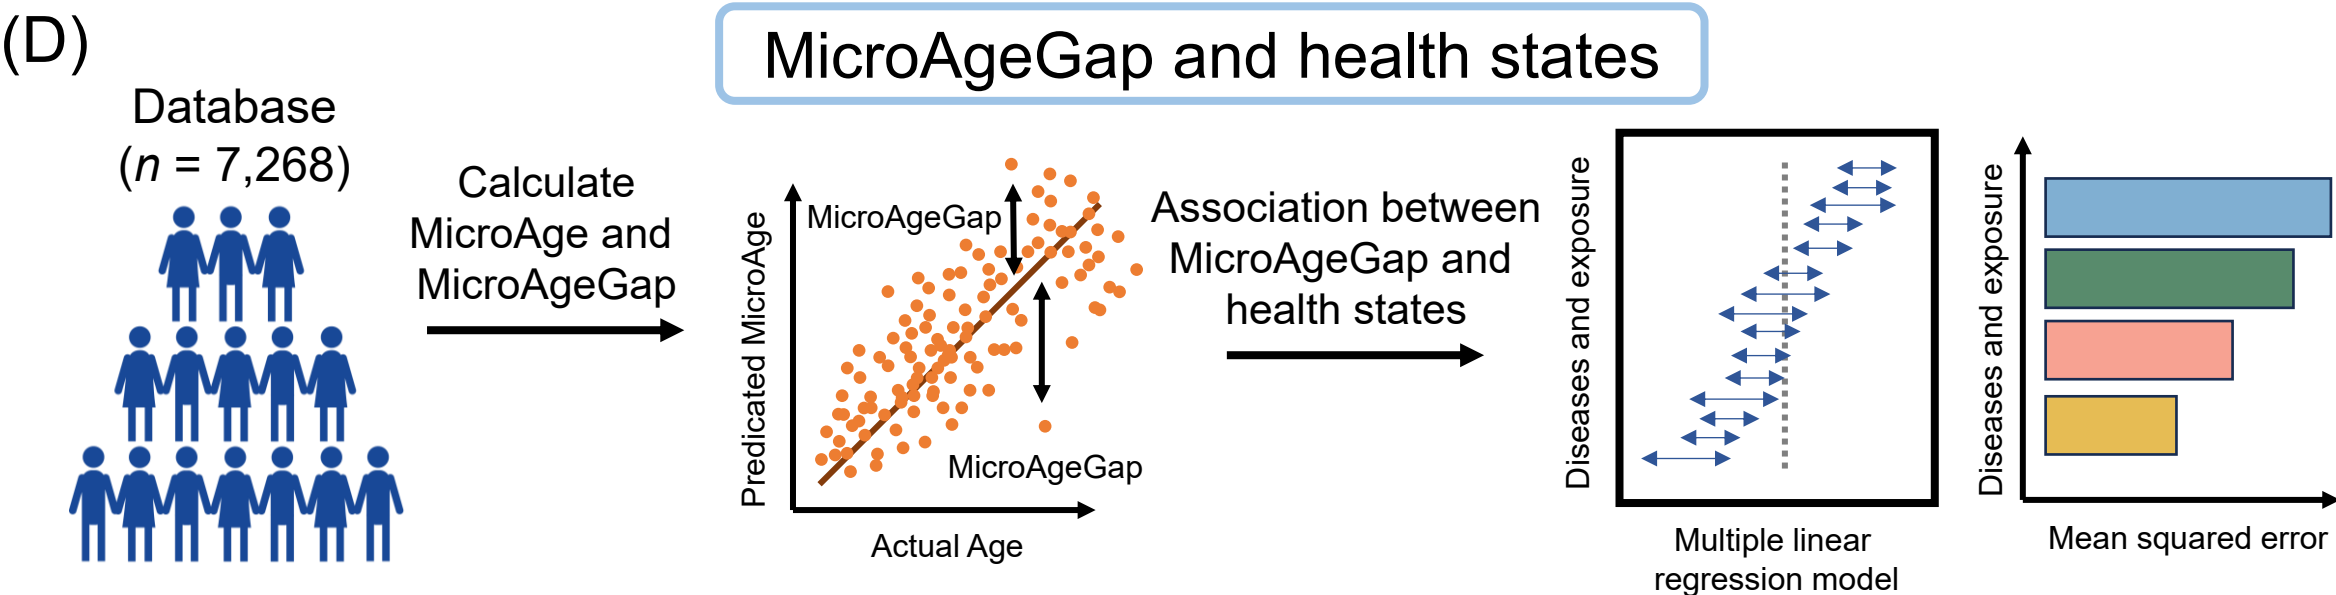 (D)
MicroAgeGap and health states
Database
(n = 7,268)
Calculate
MicroAge and
MicroAgeGap
Predicated MicroAge
MicroAgeGap
MicroAgeGap
Actual Age
Association between
MicroAgeGap and
health states
Diseases and exposure
Multiple linear
regression model
Diseases and exposure
Mean squared error